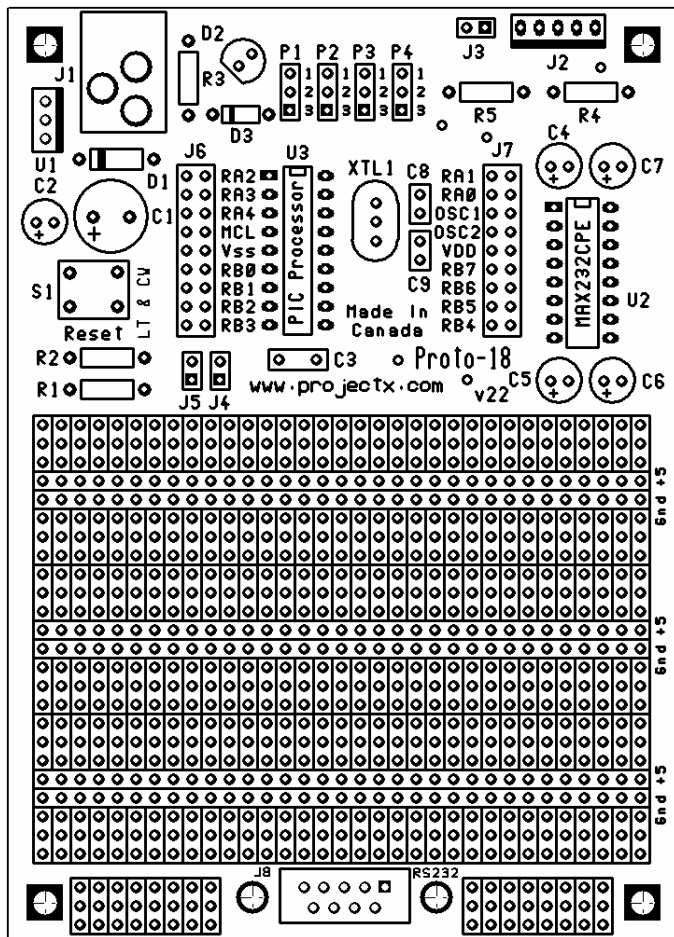 D2
J1
R3
P1 P2 P3 P4
1 1 1 1
2 2 2 2
3 3 3 3
J3
J2
R5 R4
D3
U1
C2
D1
C1
J6
U3
XTL1
C8
J7
C4
C7
RA2 RA1
RA3 RA0
RA4 OSC1
MCL OSC2
Vss VDD
RB0 RB7
RB1 RB6
RB2 RB5
RB3 RB4
PIC Processor
C9
MAX232CPE
U2
S1
LT & CW
Reset
Made In
Canada
R2
R1
J5 J4
C3
Proto-18
www.projectx.com
v22
C5 C6
Gnd +5
Gnd +5
Gnd +5
J8
RS232